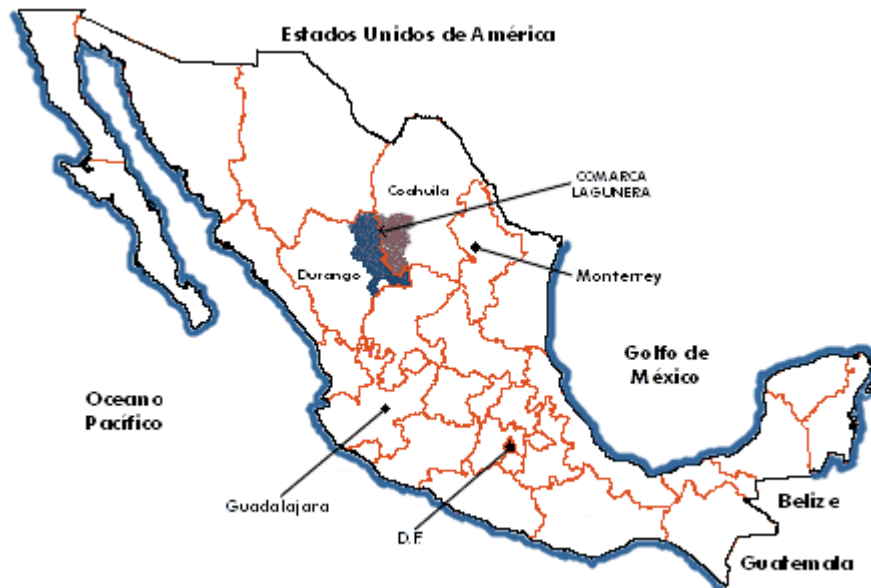 Estados Unidos de América
COMARCA
LAGUNERA
Coahuila
Durango
Monterrey
Golfo de
México
Oceano
Pacífico
Guadalajara
D.F.
Belize
Guatemala